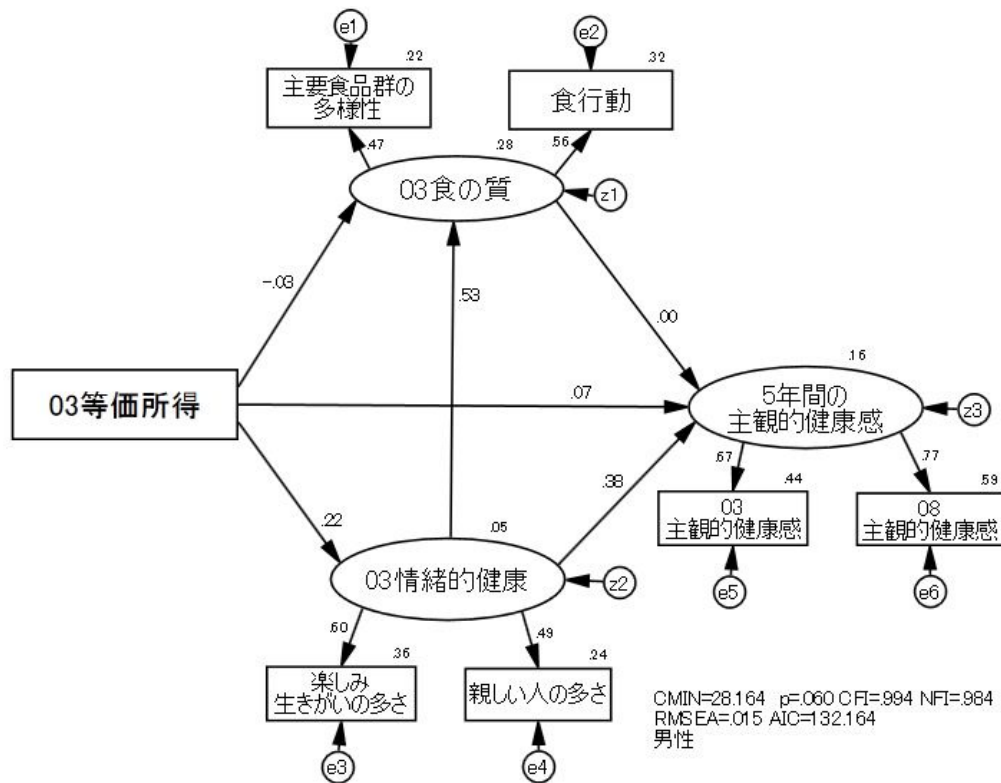 e1
e2
.22
.32
主要食品群の
多様性
食行動
.47
.28
.56
03食の質
z1
-.03
.53
.00
.16
03等価所得
.07
5年間の
主観的健康感
z3
.67
.77
.44
.59
.38
03
主観的健康感
08
主観的健康感
.22
.05
03情緒的健康
z2
e5
e6
.60
.49
.36
.24
楽しみ
生きがいの多さ
親しい人の多さ
e3
e4
CMIN=28.164 p=.060 CFI=.994 NFI=.984
RMSEA=.015 AIC=132.164
男性